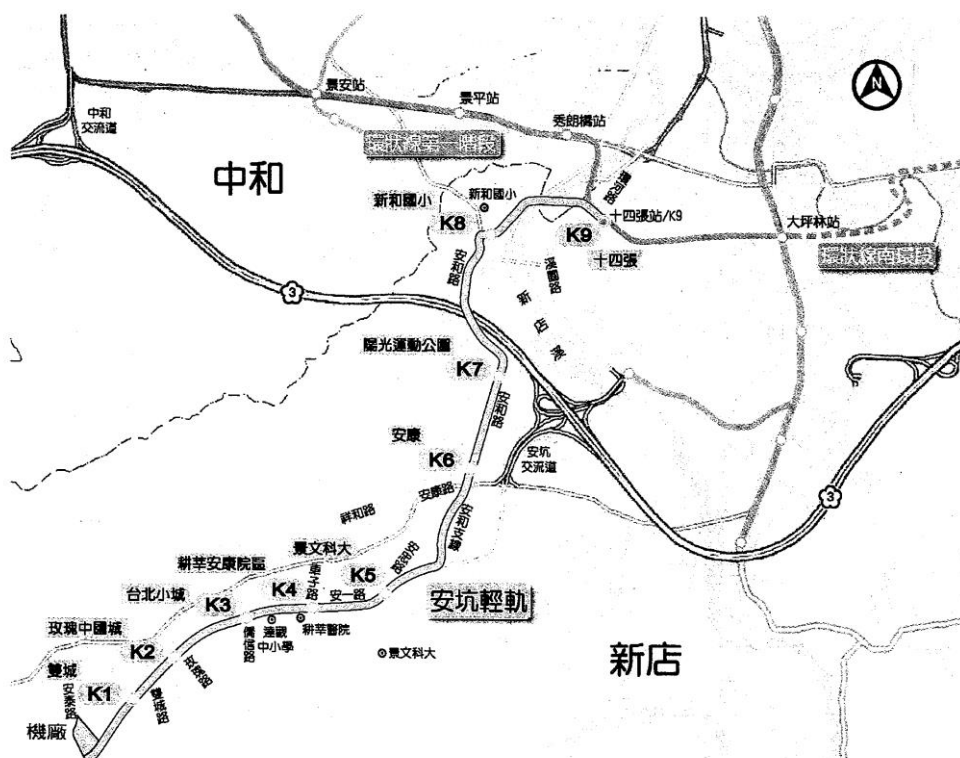 景安站
景平站
秀朗橋站
N
中和
交流道
環狀線第一階段
中和
新和國小
新和國小
K8
K9
十四張站/K9
十四張
大坪林站
環狀線南環段
安和路
3
陽光運動公園
K7
安和路
安康
K6
安坑
交流道
3
安康路
祥和路
景文科大
耕莘安康院區
K5
K4
車子路
安一路
台北小城
K3
安坑輕軌
玫瑰中國城
K2
達觀
中小學
耕莘醫院
景文科大
新店
雙城
K1
安泰路
雙城路
機廠